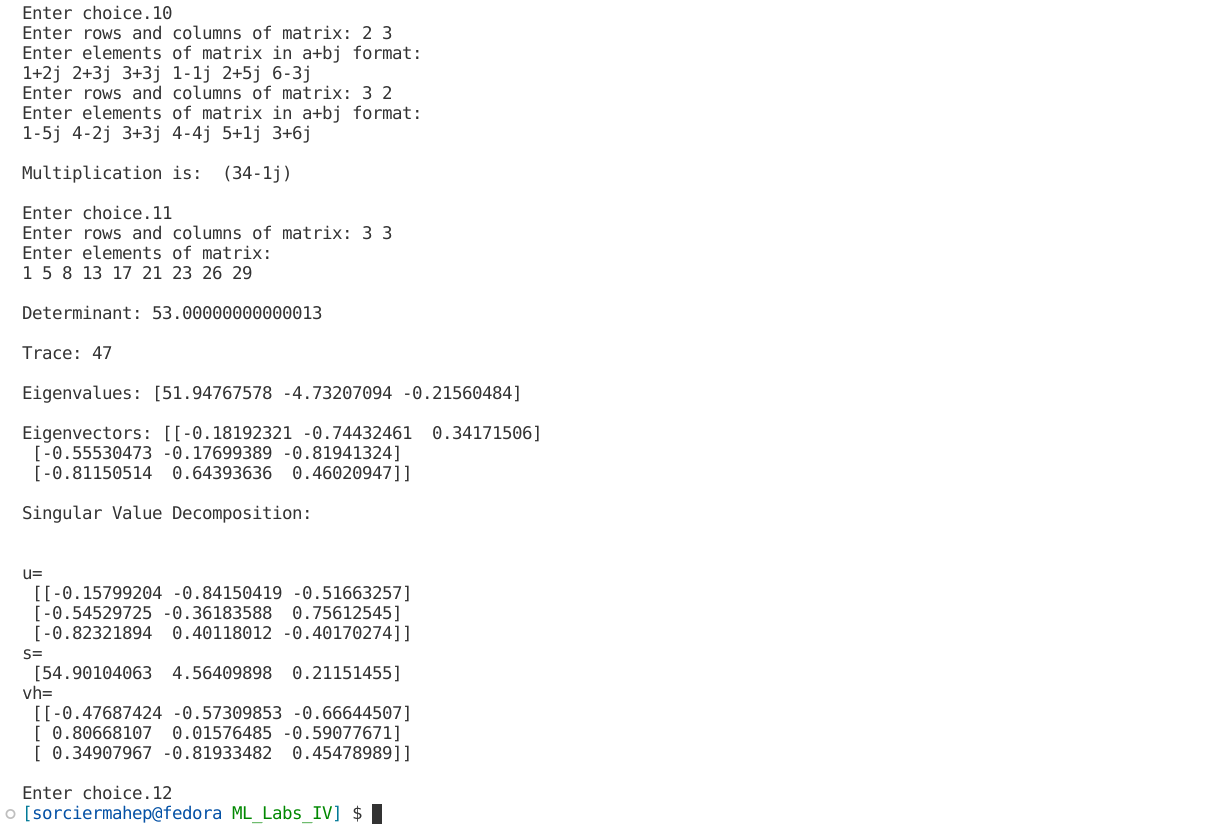 Enter choice.10
Enter rows and columns of matrix: 2 3
Enter elements of matrix in a+bj format:
1+2j 2+3j 3+3j 1-1j 2+5j 6-3j
Enter rows and columns of matrix: 3 2
Enter elements of matrix in a+bj format:
1-5j 4-2j 3+3j 4-4j 5+1j 3+6j

Multiplication is:  (34-1j)

Enter choice.11
Enter rows and columns of matrix: 3 3
Enter elements of matrix:
1 5 8 13 17 21 23 26 29

Determinant: 53.00000000000013

Trace: 47

Eigenvalues: [51.94767578 -4.73207094 -0.21560484]

Eigenvectors: [[-0.18192321 -0.74432461  0.34171506]
 [-0.55530473 -0.17699389 -0.81941324]
 [-0.81150514  0.64393636  0.46020947]]

Singular Value Decomposition:


u=
 [[-0.15799204 -0.84150419 -0.51663257]
 [-0.54529725 -0.36183588  0.75612545]
 [-0.82321894  0.40118012 -0.40170274]]
s=
 [54.90104063  4.56409898  0.21151455]
vh=
 [[-0.47687424 -0.57309853 -0.66644507]
 [ 0.80668107  0.01576485 -0.59077671]
 [ 0.34907967 -0.81933482  0.45478989]]

Enter choice.12
[sorciermahep@fedora ML_Labs_IV] $